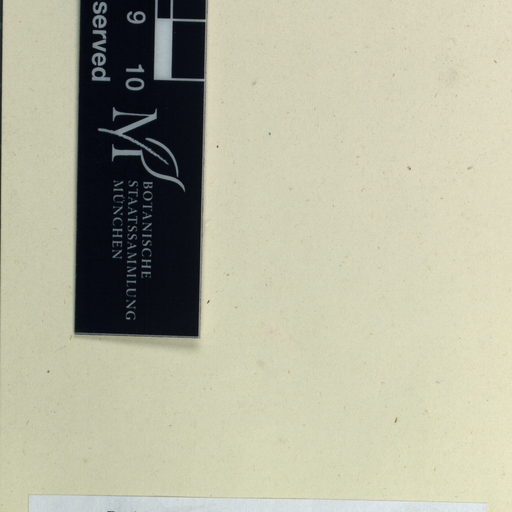 served
9 10
M
BOTANISCHE
STAATSSAMMLUNG
MÜNCHEN